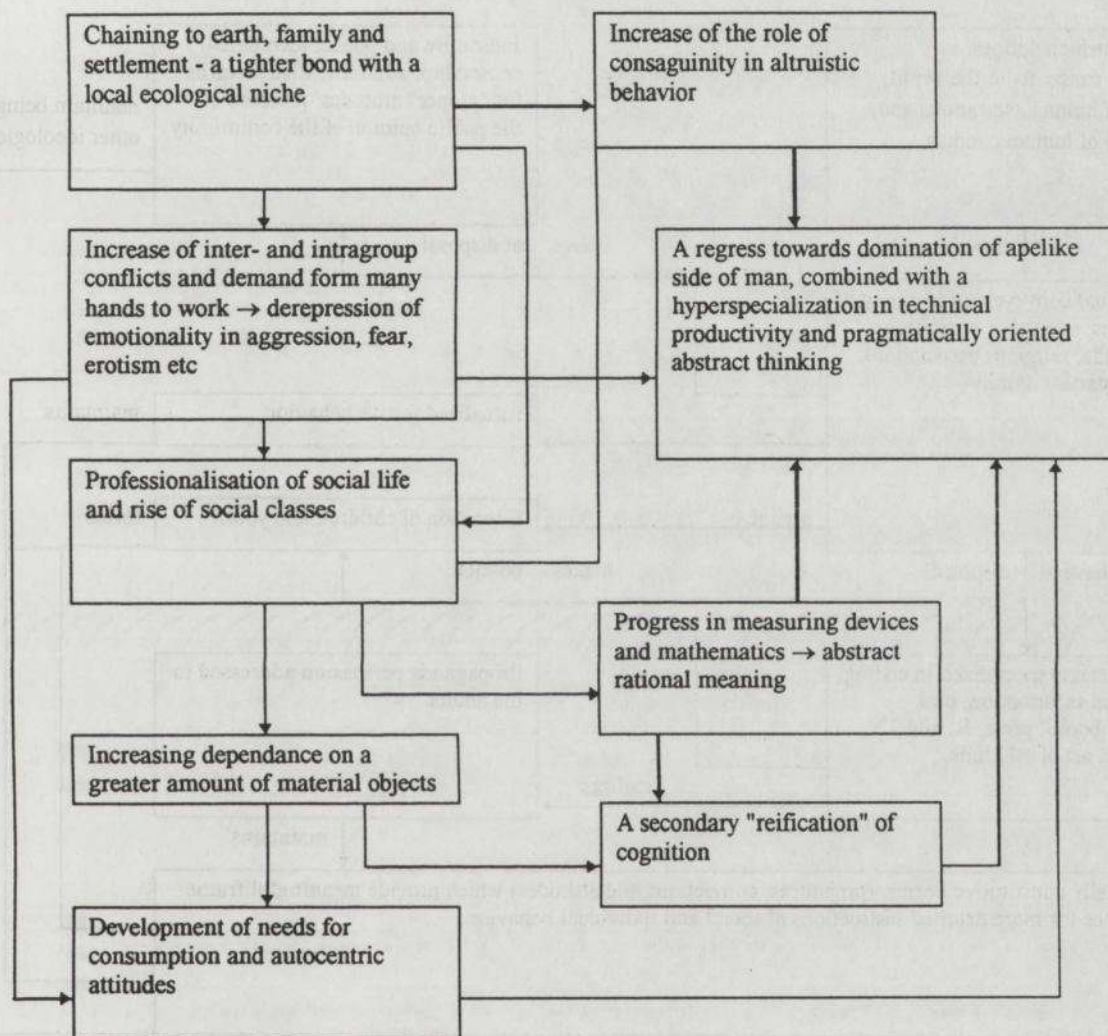 Chaining to earth, family and
settlement - a tighter bond with a
local ecological niche
Increase of the role of
consaguinity in altruistic
behavior
Increase of inter- and intragroup
conflicts and demand form many
hands to work → derepression of
emotionality in aggression, fear,
erotism etc
A regress towards domination of apelike
side of man, combined with a
hyperspecialization in technical
productivity and pragmatically oriented
abstract thinking
Professionalisation of social life
and rise of social classes
Progress in measuring devices
and mathematics → abstract
rational meaning
Increasing dependance on a
greater amount of material objects
A secondary "reification" of
cognition
Development of needs for
consumption and autocentric
attitudes